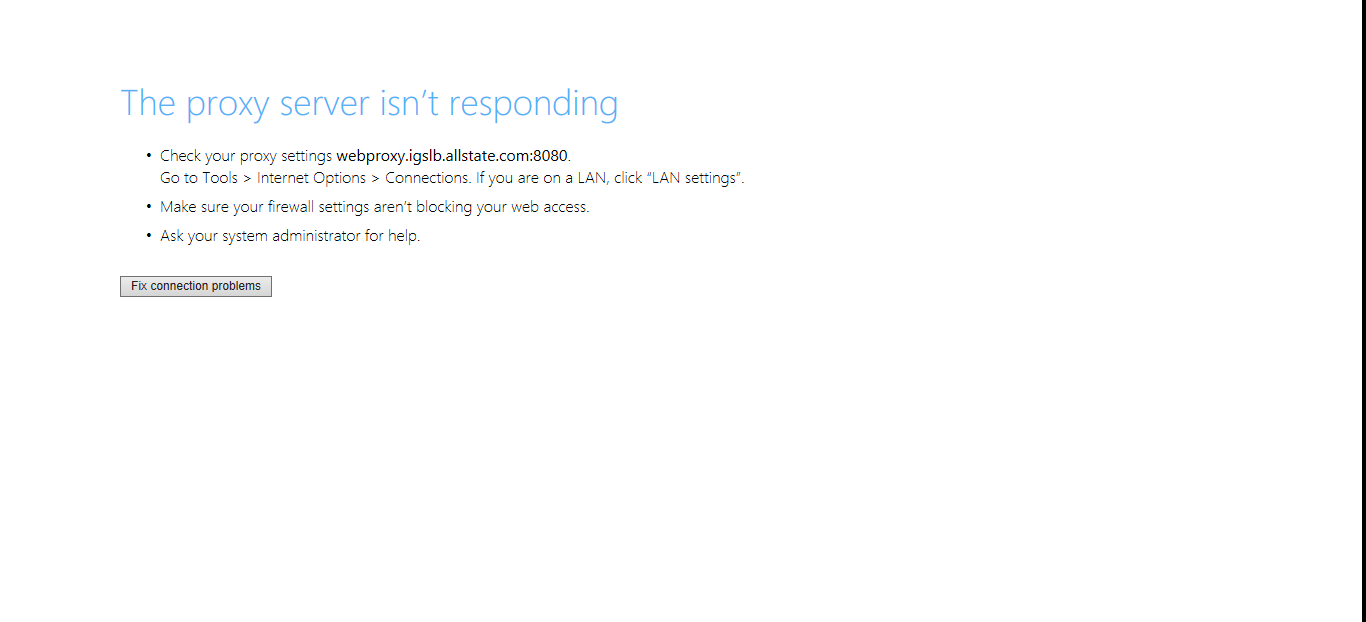 The proxy server isn’t responding
• Check your proxy settings webproxy.igslb.allstate.com:8080.
Go to Tools > Internet Options > Connections. If you are on a LAN, click “LAN settings”.
• Make sure your firewall settings aren’t blocking your web access.
• Ask your system administrator for help.
Fix connection problems